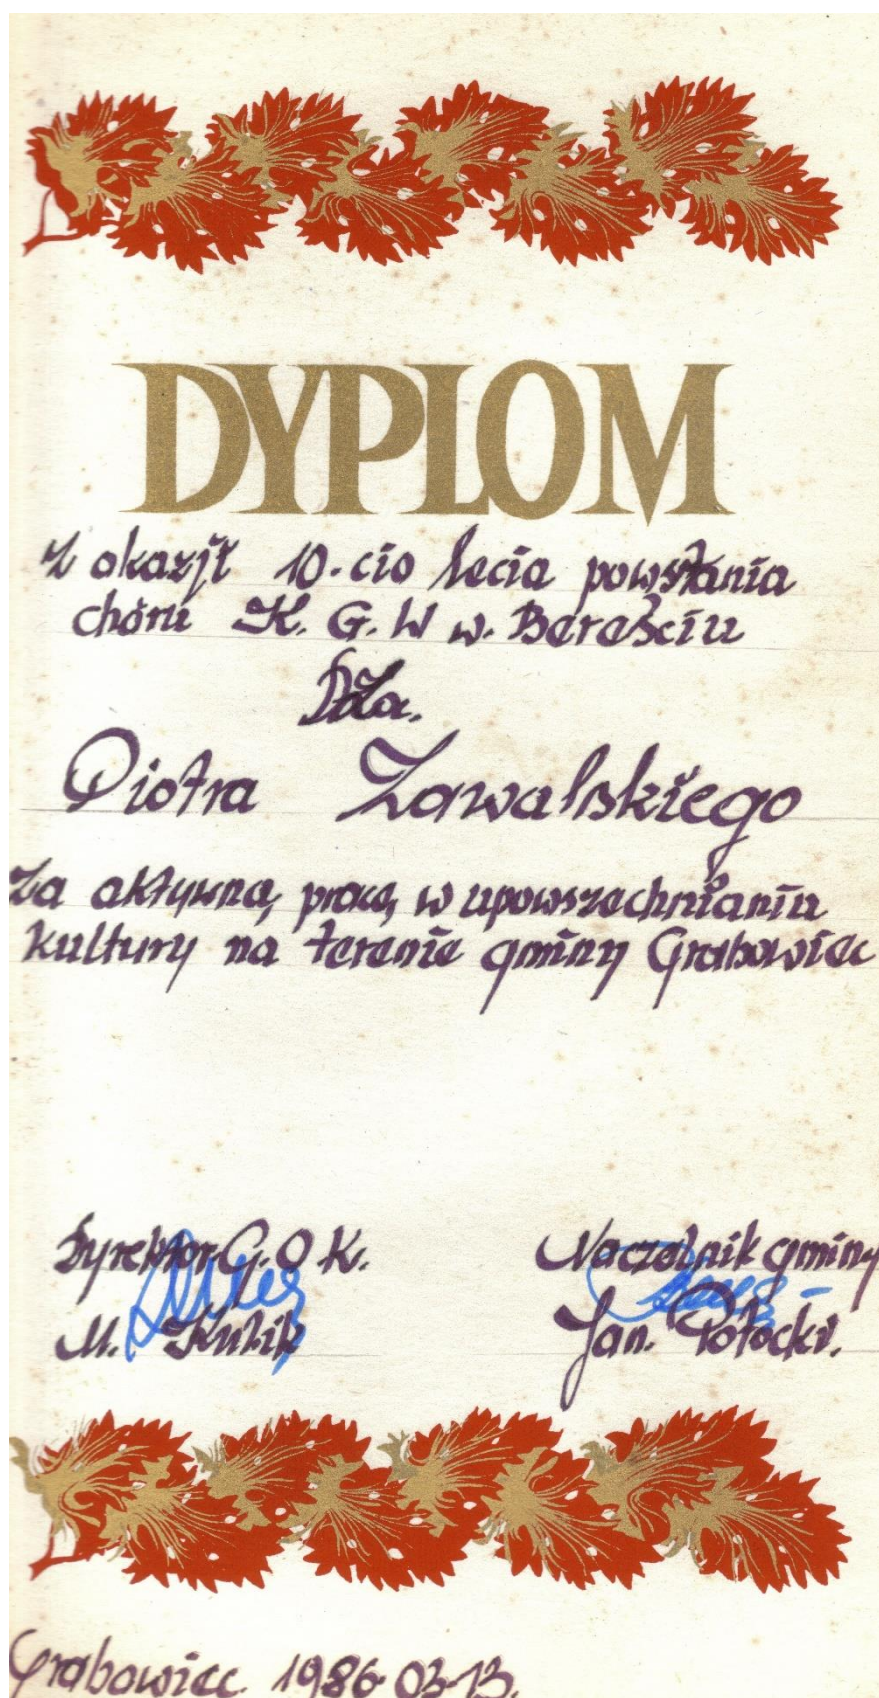 DYPLOM
z okazji 10-cio lecia powstania
chóru K. G. W w. Bereściu
Dla.
Piotra Zawalskiego
za aktywną pracę w upowszechnianiu
kultury na terenie gminy Grabowiec
Dyrektor G. O K. Naczelnik gminy
M. Kulik Jan. Potocki.
Grabowiec 1986-03-13.